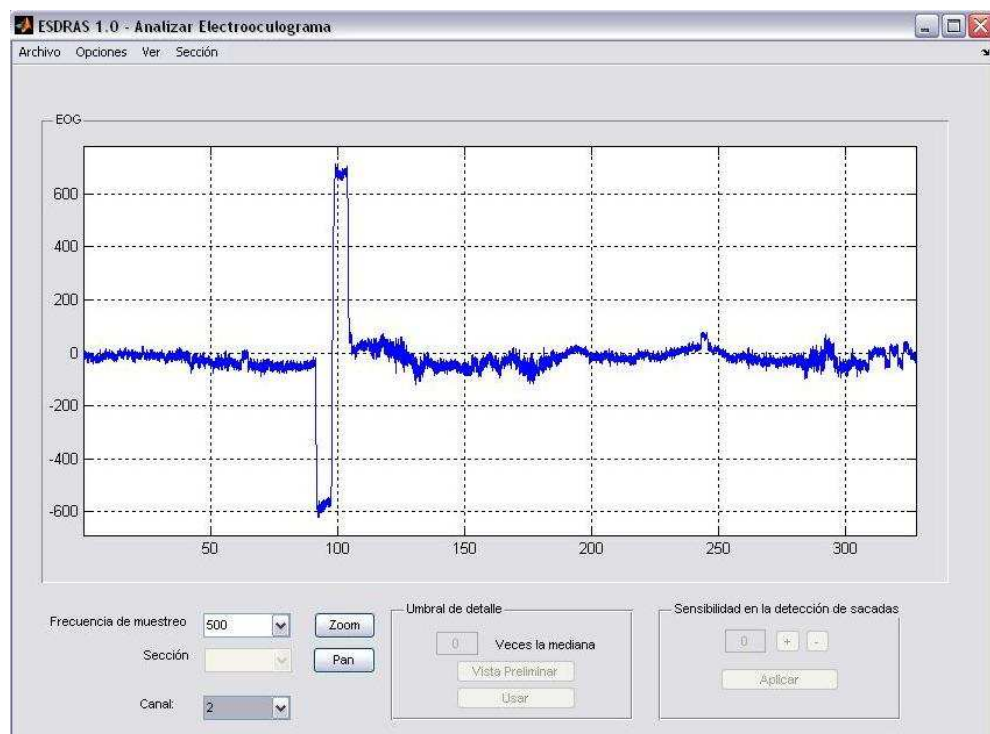 ESDRAS 1.0 - Analizar Electrooculograma
Archivo Opciones Ver Sección
EOG
600
400
200
0
-200
-400
-600
50 100 150 200 250 300
Frecuencia de muestreo 500 Zoom
Sección Pan
Canal: 2
Umbral de detalle
0 Veces la mediana
Vista Preliminar
Usar
Sensibilidad en la detección de sacadas
0 + -
Aplicar